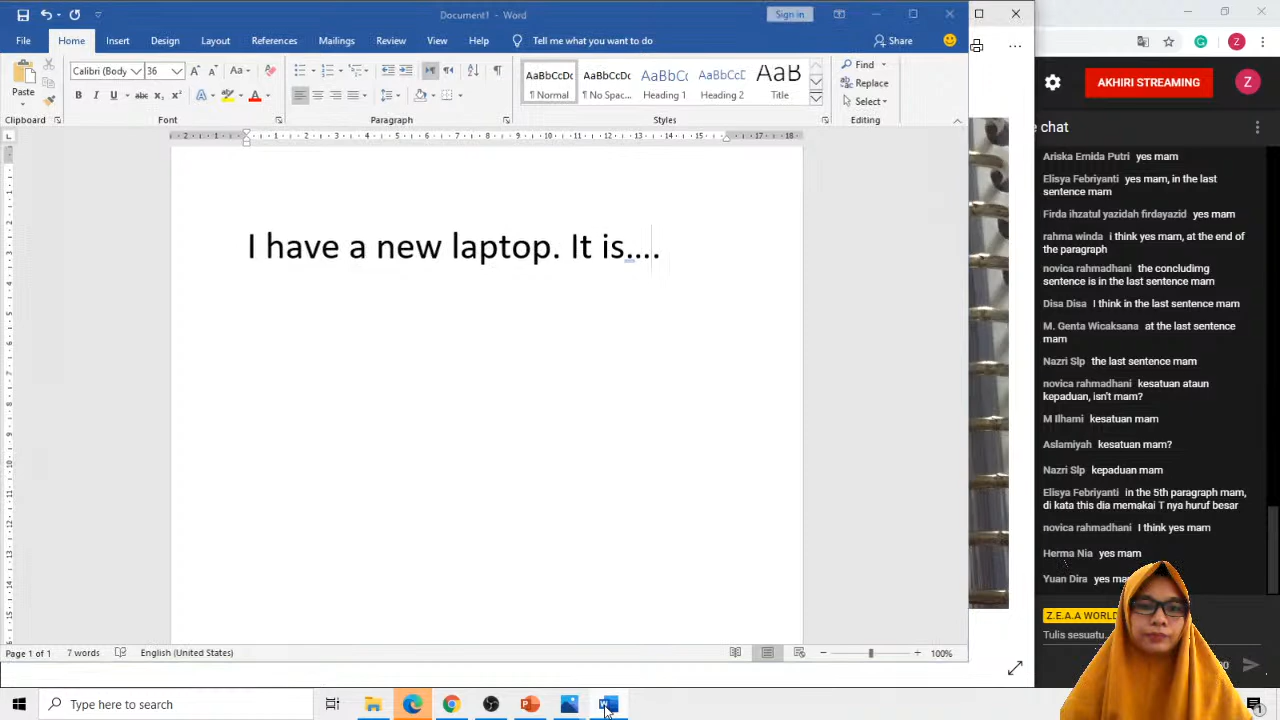 Document1 - Word
Sign in
File Home Insert Design Layout References Mailings Review View Help Tell me what you want to do Share
Calibri (Body 36
Paste
Clipboard
Font
Paragraph
AaBbCcDc ¶ Normal
AaBbCcDc ¶ No Spac...
AaBbCc Heading 1
AaBbCcE Heading 2
AaB Title
Styles
Find
Replace
Select
Editing
I have a new laptop. It is....
Page 1 of 1 7 words English (United States) 100%
Type here to search
AKHIRI STREAMING
Z
chat
Ariska Ernida Putri yes mam
Elisya Febriyanti yes mam, in the last
sentence mam
Firda ihzatul yazidah firdayazid yes mam
rahma winda i think yes mam, at the end of
the paragraph
novica rahmadhani the concludimg
sentence is in the last sentence mam
Disa Disa I think in the last sentence mam
M. Genta Wicaksana at the last sentence
mam
Nazri Slp the last sentence mam
novica rahmadhani kesatuan ataun
kepaduan, isn't mam?
M Ilhami kesatuan mam
Aslamiyah kesatuan mam?
Nazri Slp kepaduan mam
Elisya Febriyanti in the 5th paragraph mam,
di kata this dia memakai T nya huruf besar
novica rahmadhani I think yes mam
Herma Nia yes mam
Yuan Dira yes
Z.E.A.A WORLD
Tulis sesuatu...